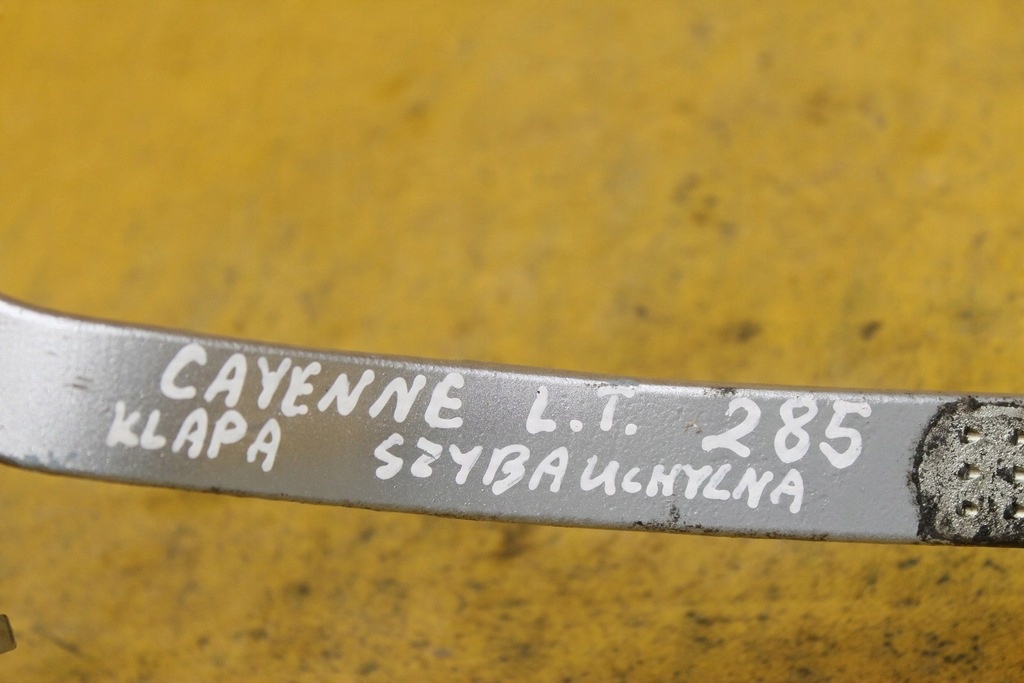 CAYENNE L.T. 285
KLAPA SZYBA UCHYLNA